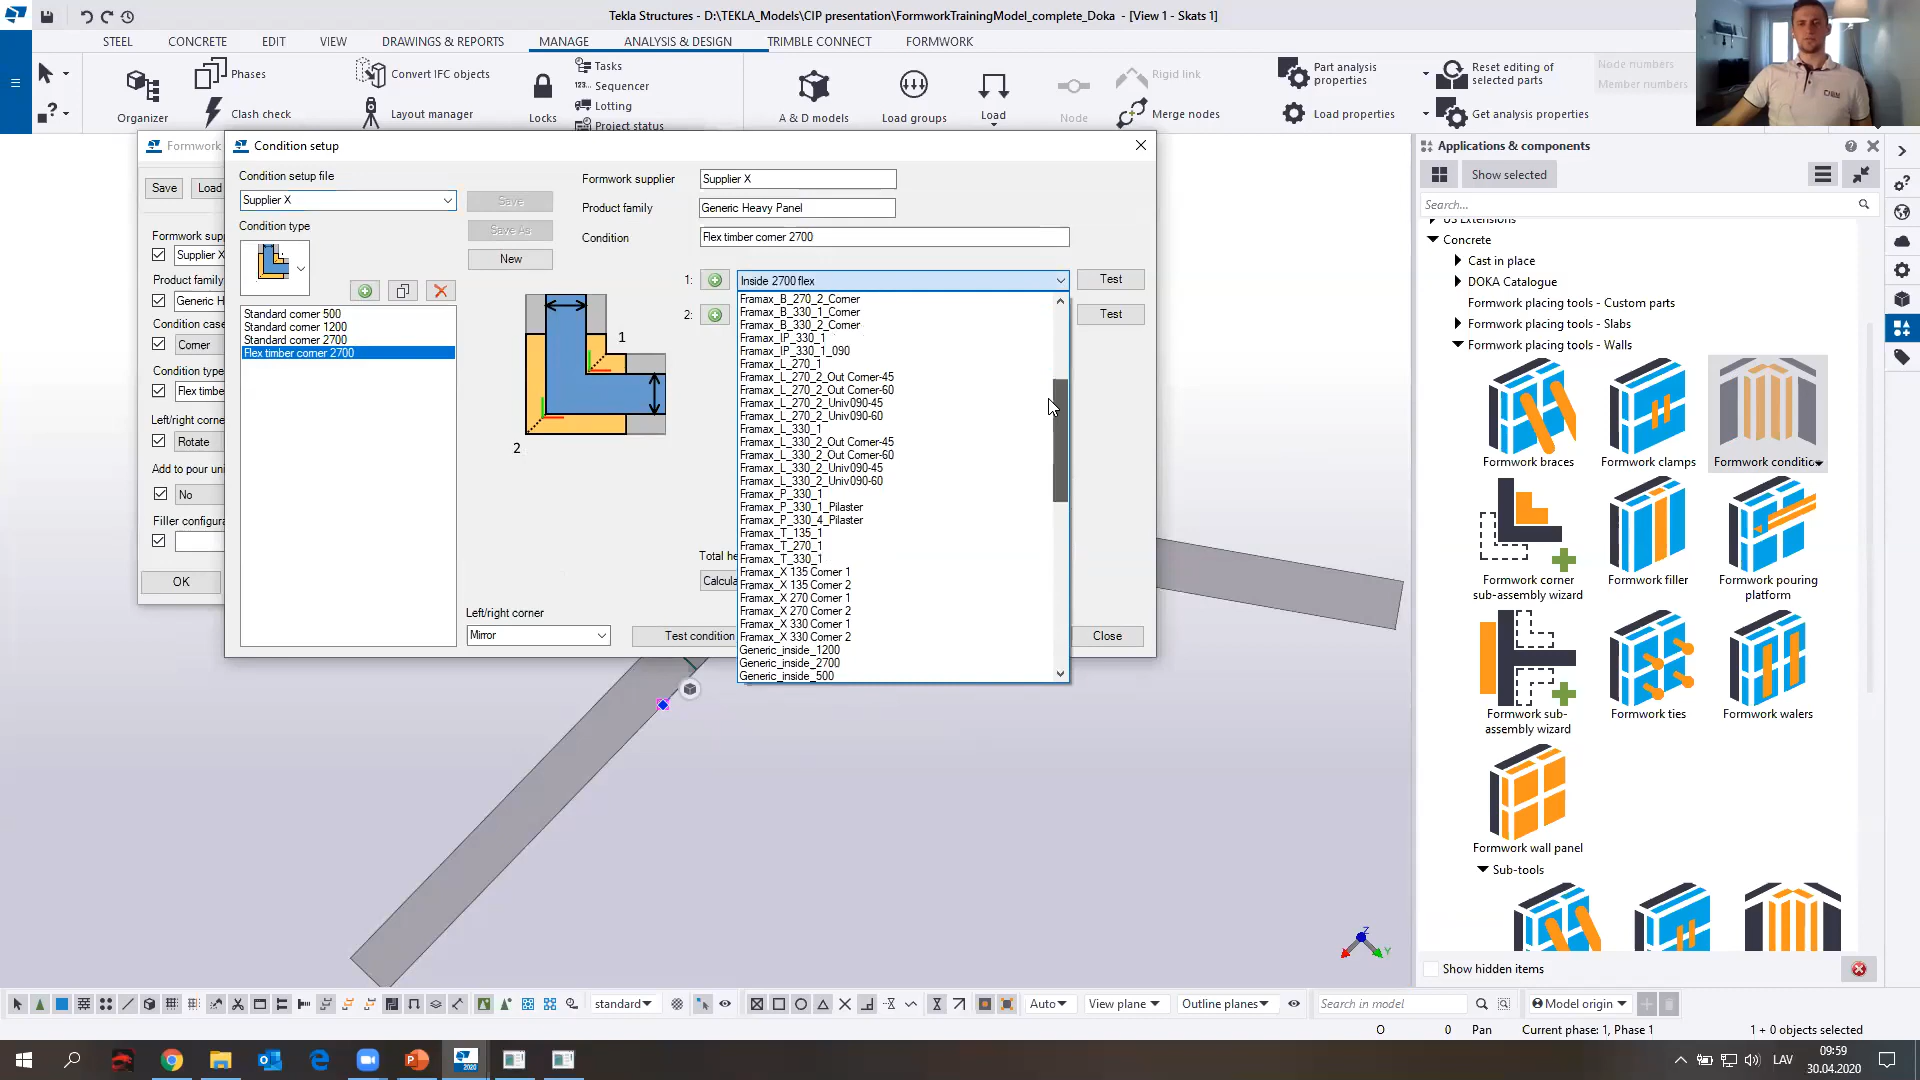 Tekla Structures - D:\TEKLA_Models\CIP presentation\FormworkTrainingModel_complete_Doka - [View 1 - Skats 1]
STEEL CONCRETE EDIT VIEW DRAWINGS & REPORTS MANAGE ANALYSIS & DESIGN TRIMBLE CONNECT FORMWORK
Organizer
Phases
Clash check
Convert IFC objects
Layout manager
Locks
Tasks
Sequencer
Lotting
Project status
A & D models
Load groups
Load
Node
Rigid link
Merge nodes
Part analysis
properties
Load properties
Reset editing of
selected parts
Get analysis properties
Node numbers
Member numbers
Formwork
Save Load
Supplier X
Product family
Generic H
Condition case
Corner
Flex timbe
Left/right corne
Rotate
No
OK
Condition setup
Condition setup file
Supplier X
Condition type
Save
Save As
New
Standard corner 500
Standard corner 1200
Standard corner 2700
Flex timber corner 2700
Formwork supplier Supplier X
Product family Generic Heavy Panel
Condition Flex timber corner 2700
1: Inside 2700 flex Test
2: Test
1
2
Framax_B_270_2_Corner
Framax_B_330_1_Corner
Framax_B_330_2_Corner
Framax_IP_330_1
Framax_IP_330_1_090
Framax_L_270_1
Framax_L_270_2_Out Corner-45
Framax_L_270_2_Out Corner-60
Framax_L_270_2_Univ090-45
Framax_L_270_2_Univ090-60
Framax_L_330_1
Framax_L_330_2_Out Corner-45
Framax_L_330_2_Out Corner-60
Framax_L_330_2_Univ090-45
Framax_L_330_2_Univ090-60
Framax_P_330_1
Framax_P_330_1_Pilaster
Framax_P_330_4_Pilaster
Framax_T_135_1
Framax_T_270_1
Framax_T_330_1
Framax_X 135 Corner 1
Framax_X 135 Corner 2
Framax_X 270 Corner 1
Framax_X 270 Corner 2
Framax_X 330 Corner 1
Framax_X 330 Corner 2
Generic_inside_1200
Generic_inside_2700
Generic_inside_500
Total he
Calcula
Left/right corner
Mirror
Test condition
Close
Applications & components
Show selected
Search...
US Extensions
Concrete
Cast in place
DOKA Catalogue
Formwork placing tools - Custom parts
Formwork placing tools - Slabs
Formwork placing tools - Walls
Formwork braces
Formwork clamps
Formwork conditio
Formwork corner
sub-assembly wizard
Formwork filler
Formwork pouring
platform
Formwork sub-
assembly wizard
Formwork ties
Formwork walers
Formwork wall panel
Sub-tools
Show hidden items
standard Auto View plane Outline planes Search in model Model origin
O 0 Pan Current phase: 1, Phase 1 1 + 0 objects selected
2020
LAV
09:59
30.04.2020